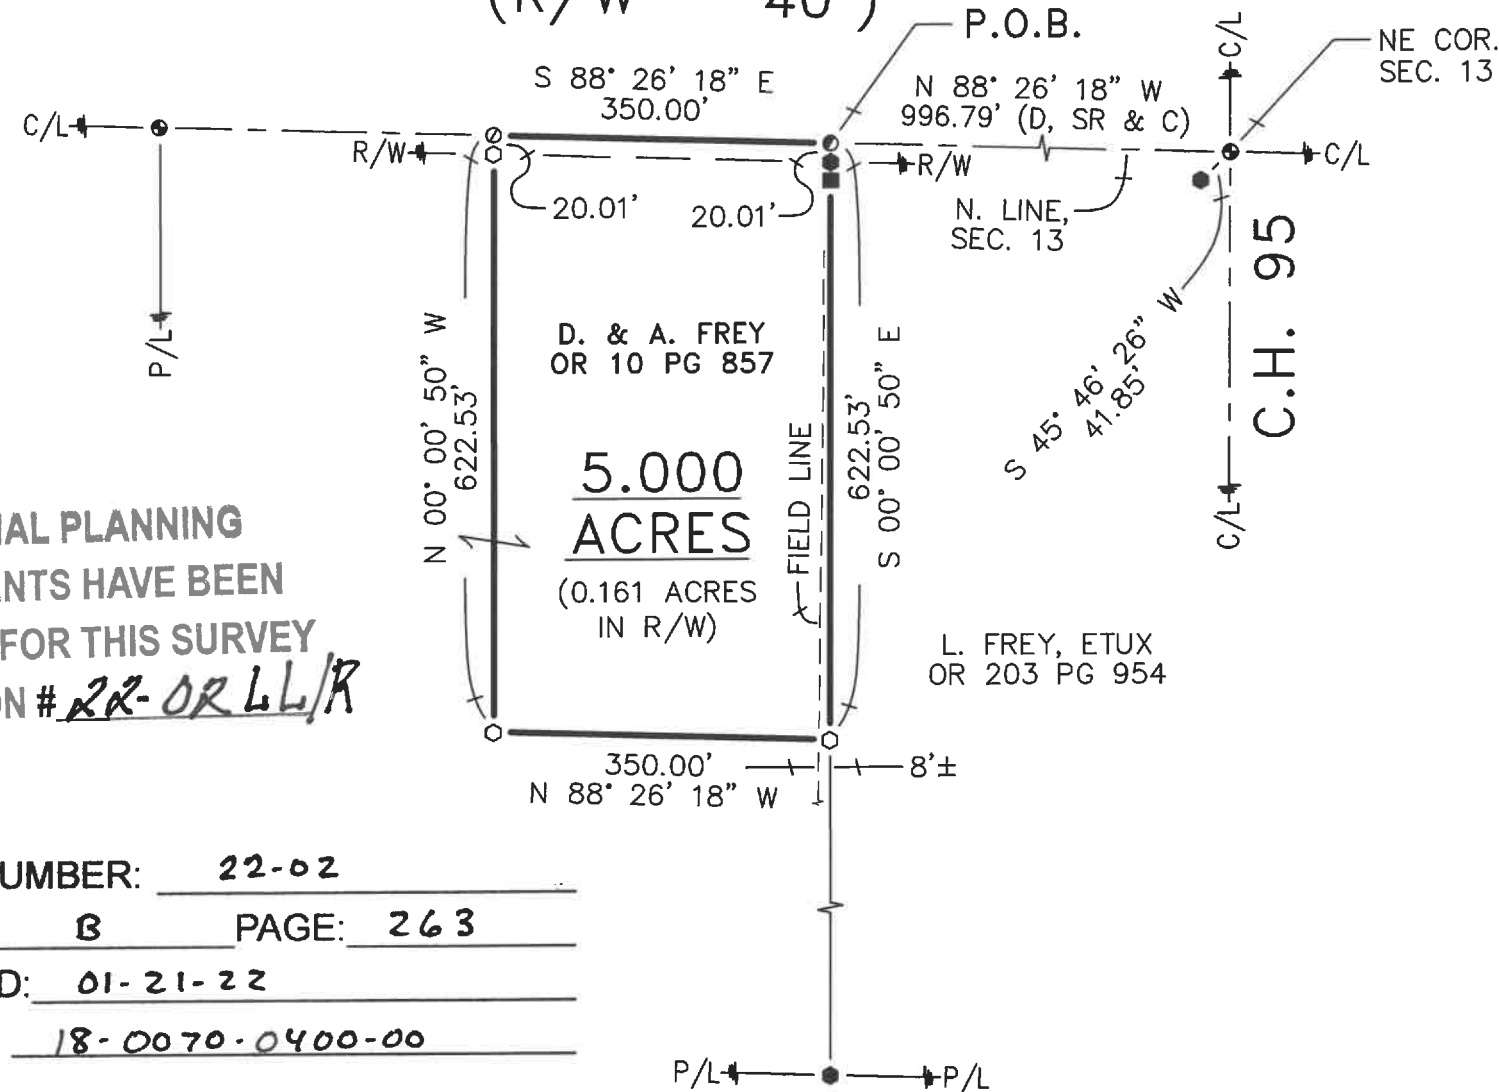 (R/W 40')
P.O.B.
NE COR.
SEC. 13
C/L
S 88° 26' 18" E
350.00'
N 88° 26' 18" W
996.79' (D, SR & C)
C/L
R/W
R/W
C/L
20.01'
20.01'
N. LINE,
SEC. 13
P/L
D. & A. FREY
OR 10 PG 857
N 00° 00' 50" W
622.53'
FIELD LINE
622.53'
S 00° 00' 50" E
S 45° 46' 26" W
41.85'
C.H. 95
C/L
5.000
ACRES
(0.161 ACRES
IN R/W)
L. FREY, ETUX
OR 203 PG 954
IAL PLANNING
ENTS HAVE BEEN
FOR THIS SURVEY
ON # 22-02 LL/R
350.00'
N 88° 26' 18" W
8'±
UMBER: 22-02
B PAGE: 263
D: 01-21-22
18-0070-0400-00
P/L
P/L